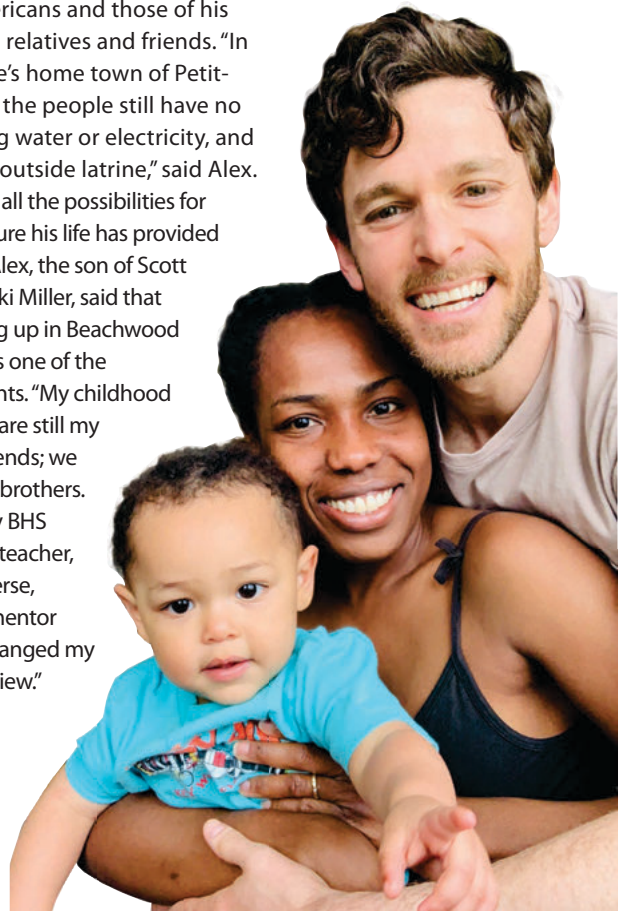 ricans and those of his
relatives and friends. “In
e’s home town of Petit-
the people still have no
g water or electricity, and
outside latrine,” said Alex.
all the possibilities for
ure his life has provided
lex, the son of Scott
ki Miller, said that
g up in Beachwood
s one of the
nts. “My childhood
are still my
ends; we
brothers.
y BHS
teacher,
erse,
mentor
anged my
iew.”